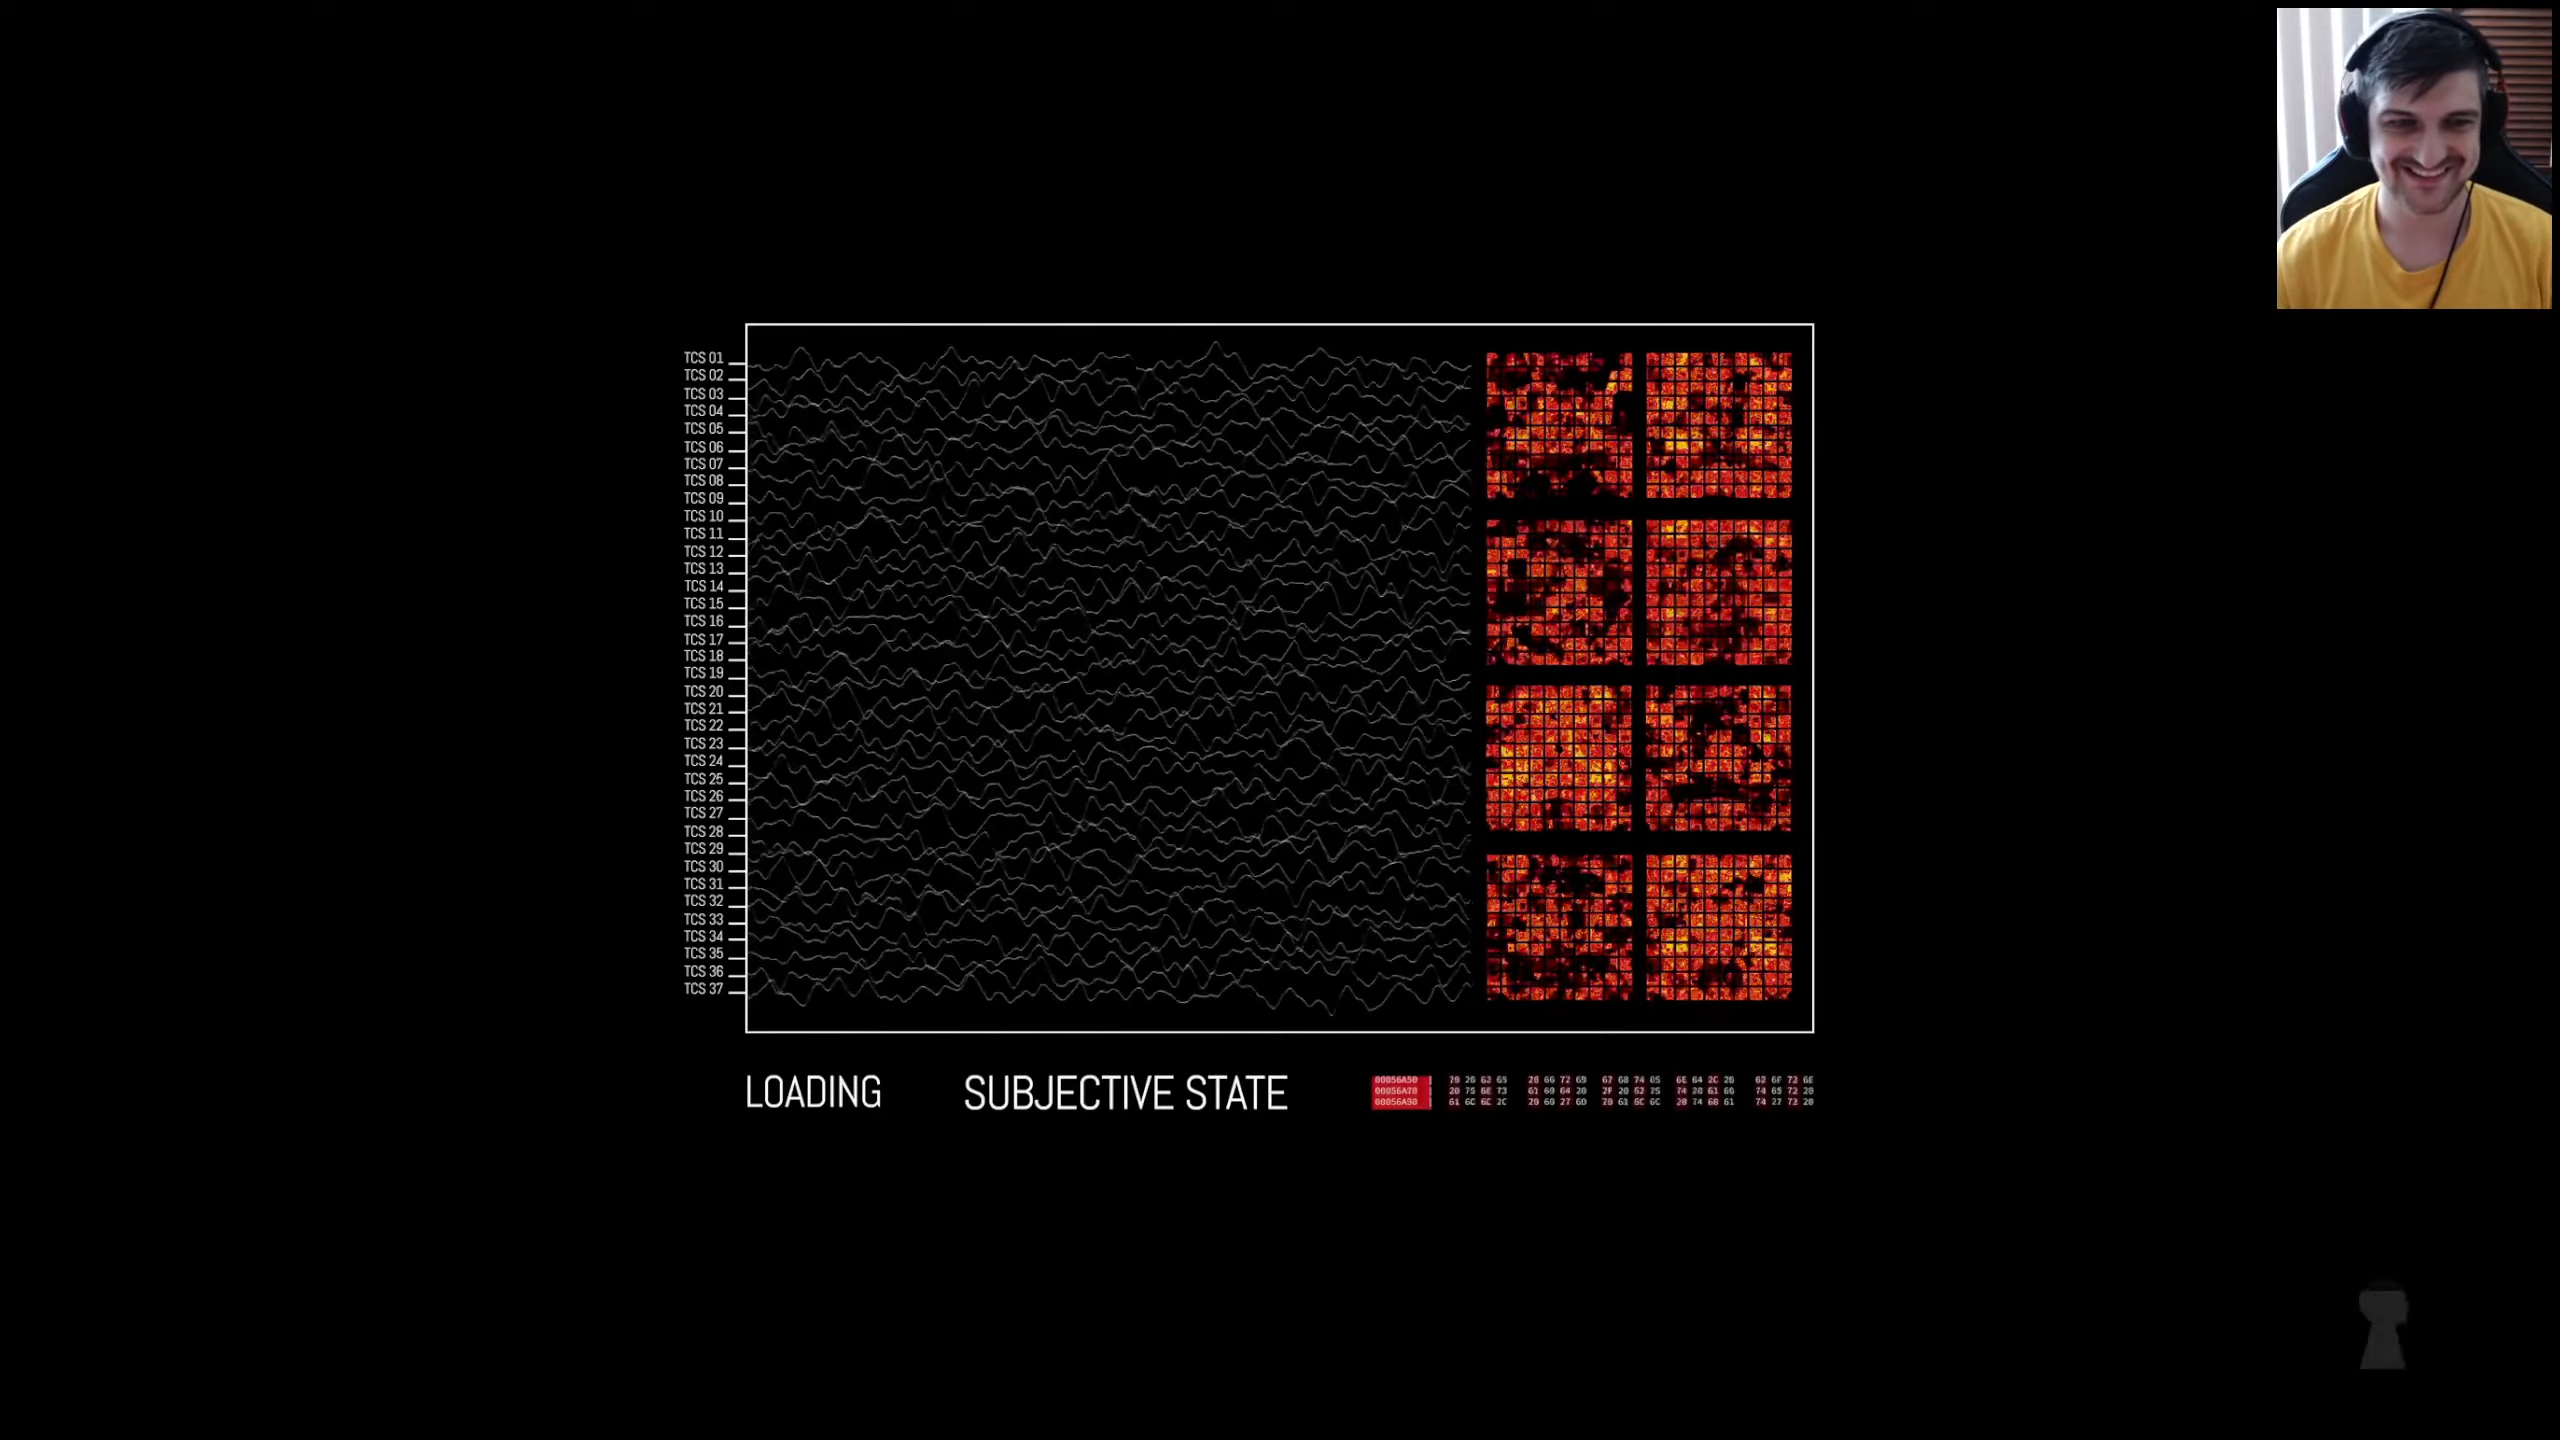 TCS 01
TCS 02
TCS 03
TCS 04
TCS 05
TCS 06
TCS 07
TCS 08
TCS 09
TCS 10
TCS 11
TCS 12
TCS 13
TCS 14
TCS 15
TCS 16
TCS 17
TCS 18
TCS 19
TCS 20
TCS 21
TCS 22
TCS 23
TCS 24
TCS 25
TCS 26
TCS 27
TCS 28
TCS 29
TCS 30
TCS 31
TCS 32
TCS 33
TCS 34
TCS 35
TCS 36
TCS 37
LOADING SUBJECTIVE STATE